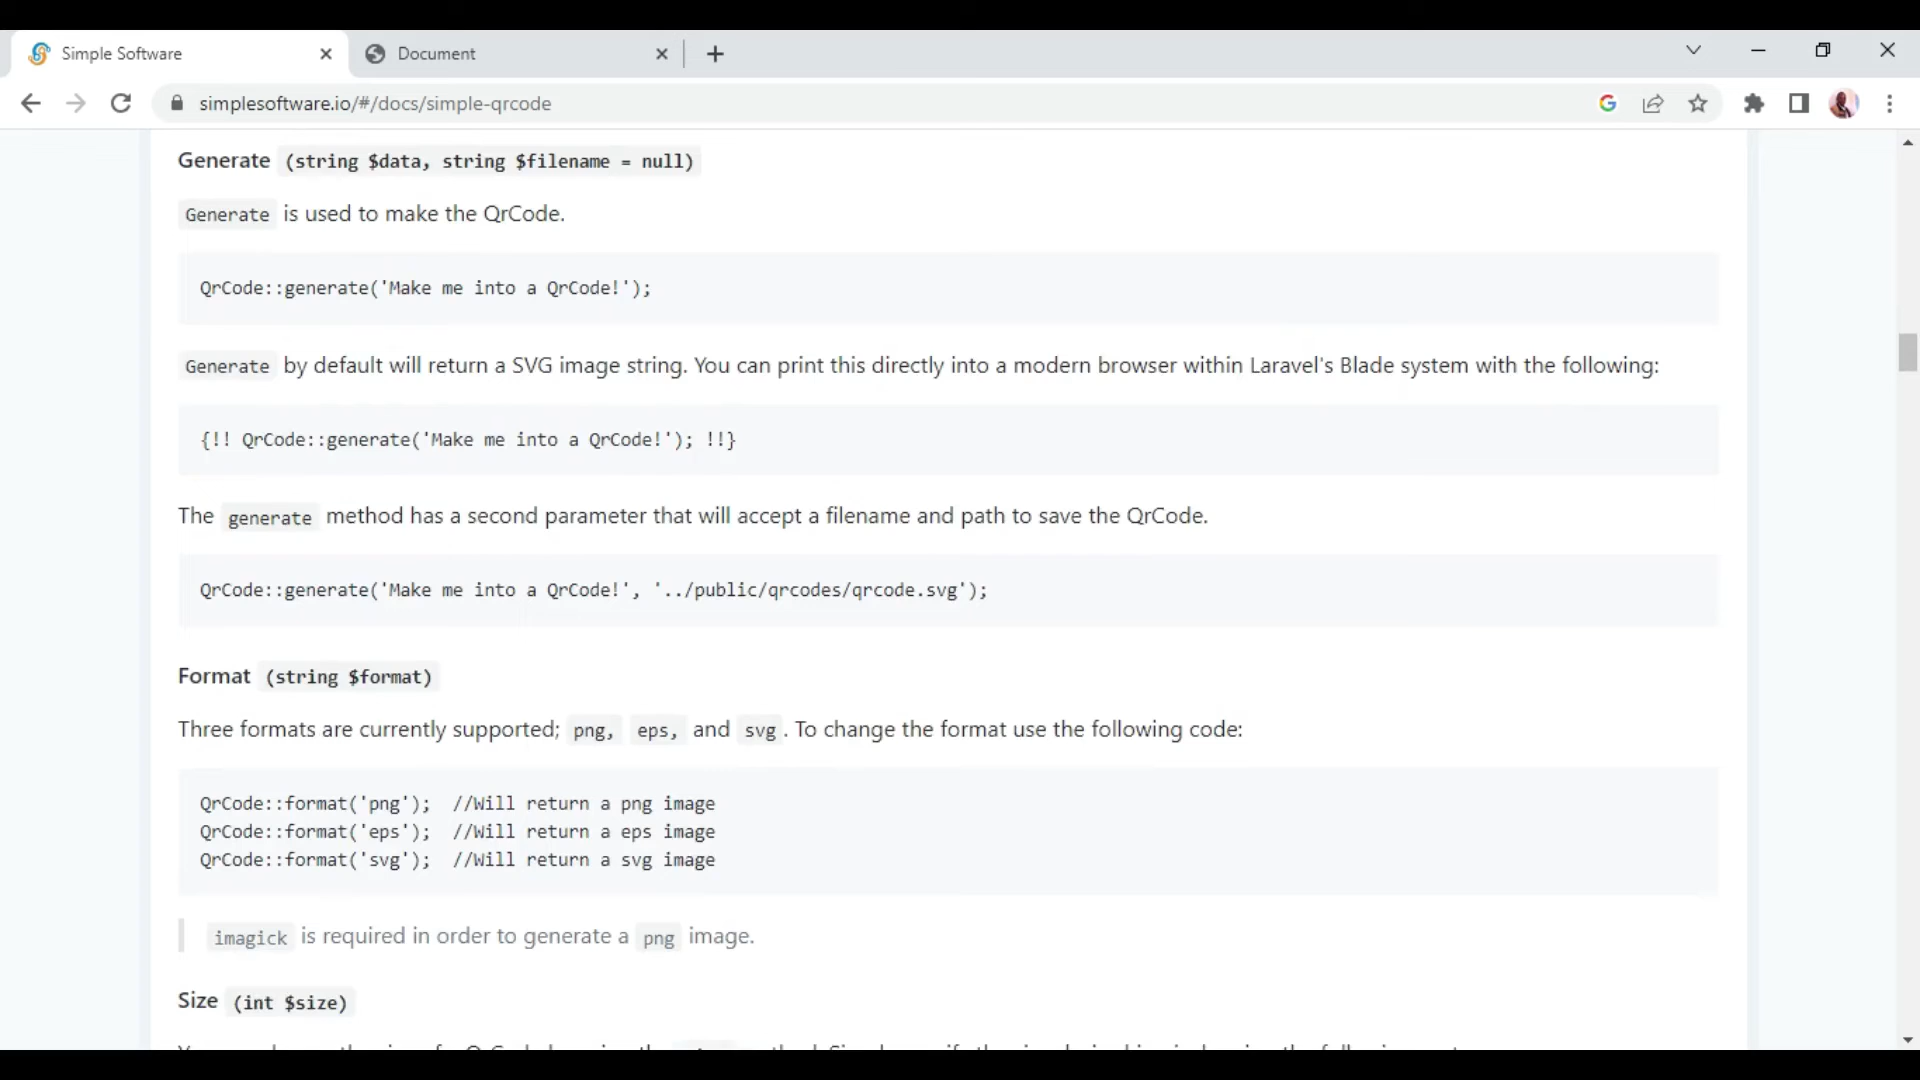 Simple Software
Document
simplesoftware.io/#/docs/simple-qrcode
Generate (string $data, string $filename = null)
Generate is used to make the QrCode.
QrCode::generate('Make me into a QrCode!');
Generate by default will return a SVG image string. You can print this directly into a modern browser within Laravel's Blade system with the following:
{!! QrCode::generate('Make me into a QrCode!'); !!}
The generate method has a second parameter that will accept a filename and path to save the QrCode.
QrCode::generate('Make me into a QrCode!', '../public/qrcodes/qrcode.svg');
Format (string $format)
Three formats are currently supported; png, eps, and svg. To change the format use the following code:
QrCode::format('png');  //Will return a png image
QrCode::format('eps');  //Will return a eps image
QrCode::format('svg');  //Will return a svg image
imagick is required in order to generate a png image.
Size (int $size)